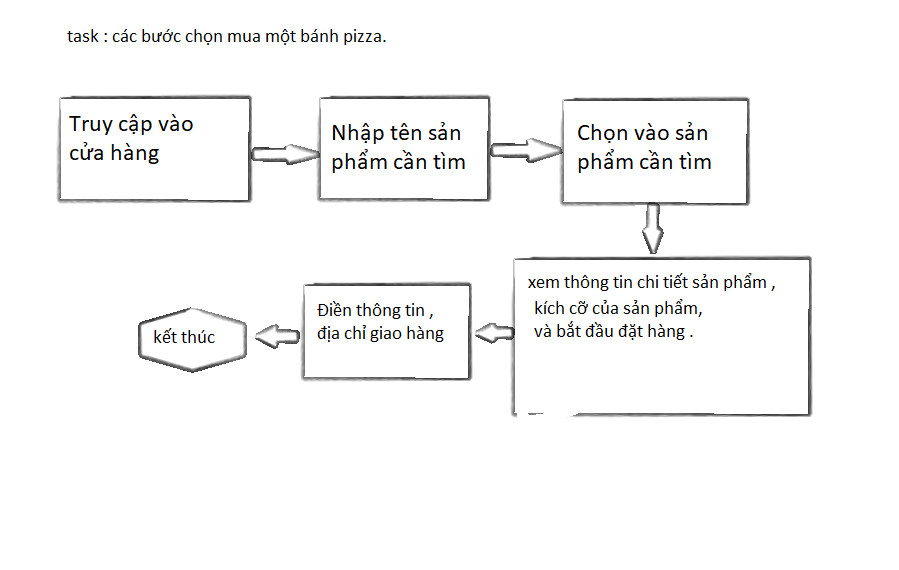 task : các bước chọn mua một bánh pizza.
Truy cập vào
cửa hàng
Nhập tên sản
phẩm cần tìm
Chọn vào sản
phẩm cần tìm
xem thông tin chi tiết sản phẩm ,
kích cỡ của sản phẩm,
và bắt đầu đặt hàng .
Điền thông tin ,
địa chỉ giao hàng
kết thúc